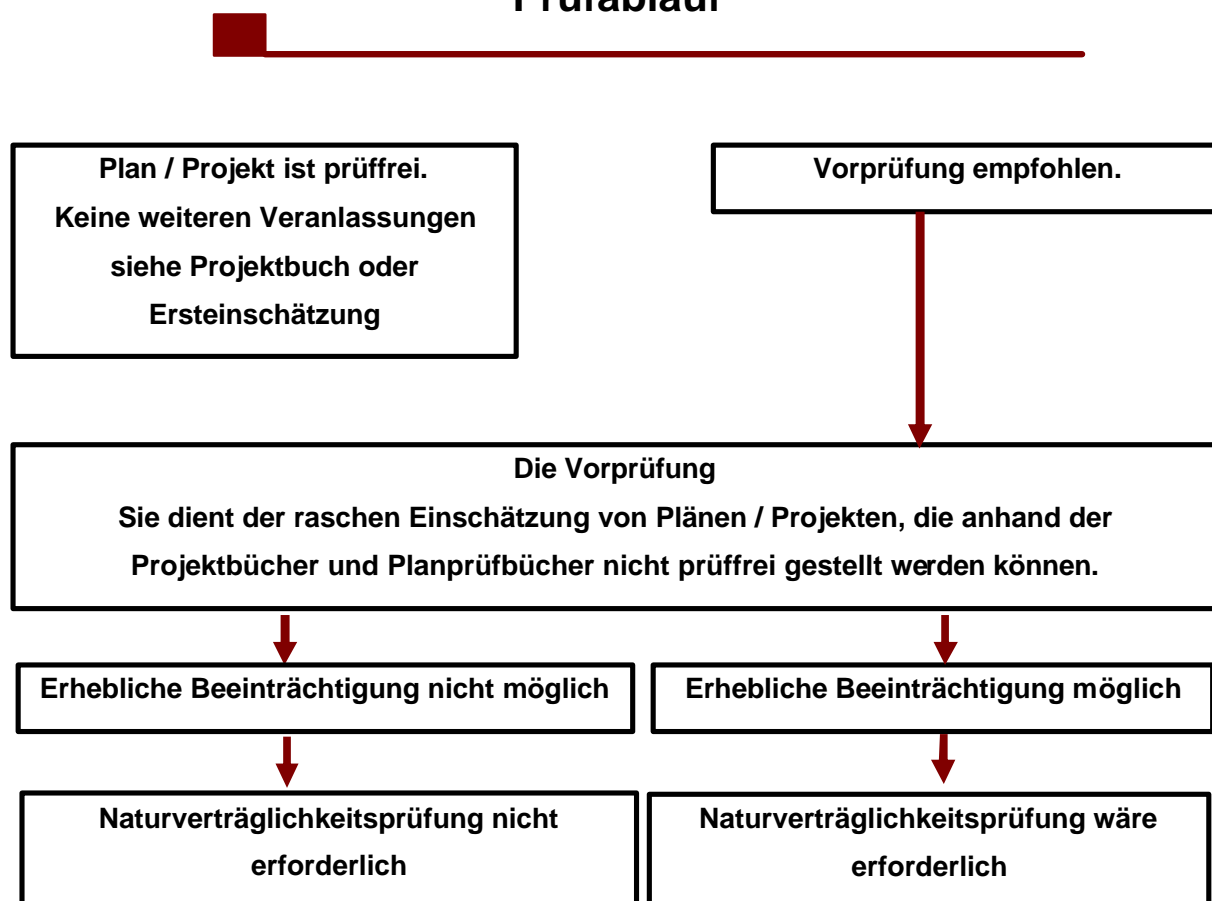 Prüfablauf
Plan / Projekt ist prüffrei.
Keine weiteren Veranlassungen
siehe Projektbuch oder
Ersteinschätzung
Vorprüfung empfohlen.
Die Vorprüfung
Sie dient der raschen Einschätzung von Plänen / Projekten, die anhand der
Projektbücher und Planprüfbücher nicht prüffrei gestellt werden können.
Erhebliche Beeinträchtigung nicht möglich
Erhebliche Beeinträchtigung möglich
Naturverträglichkeitsprüfung nicht
erforderlich
Naturverträglichkeitsprüfung wäre
erforderlich